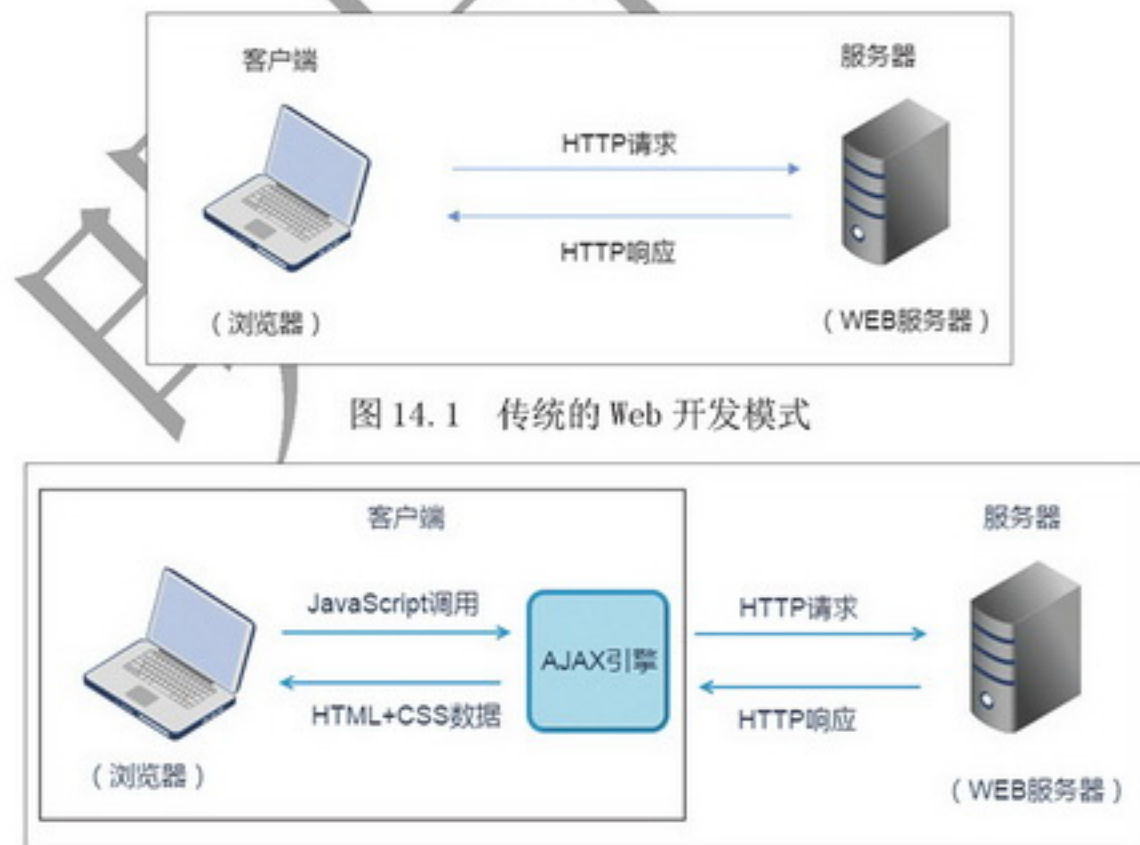 客户端
服务器
HTTP请求
HTTP响应
（浏览器）
（WEB服务器）
图 14.1 传统的 Web 开发模式
客户端
服务器
JavaScript调用
HTTP请求
AJAX引擎
HTML+CSS数据
HTTP响应
（浏览器）
（WEB服务器）